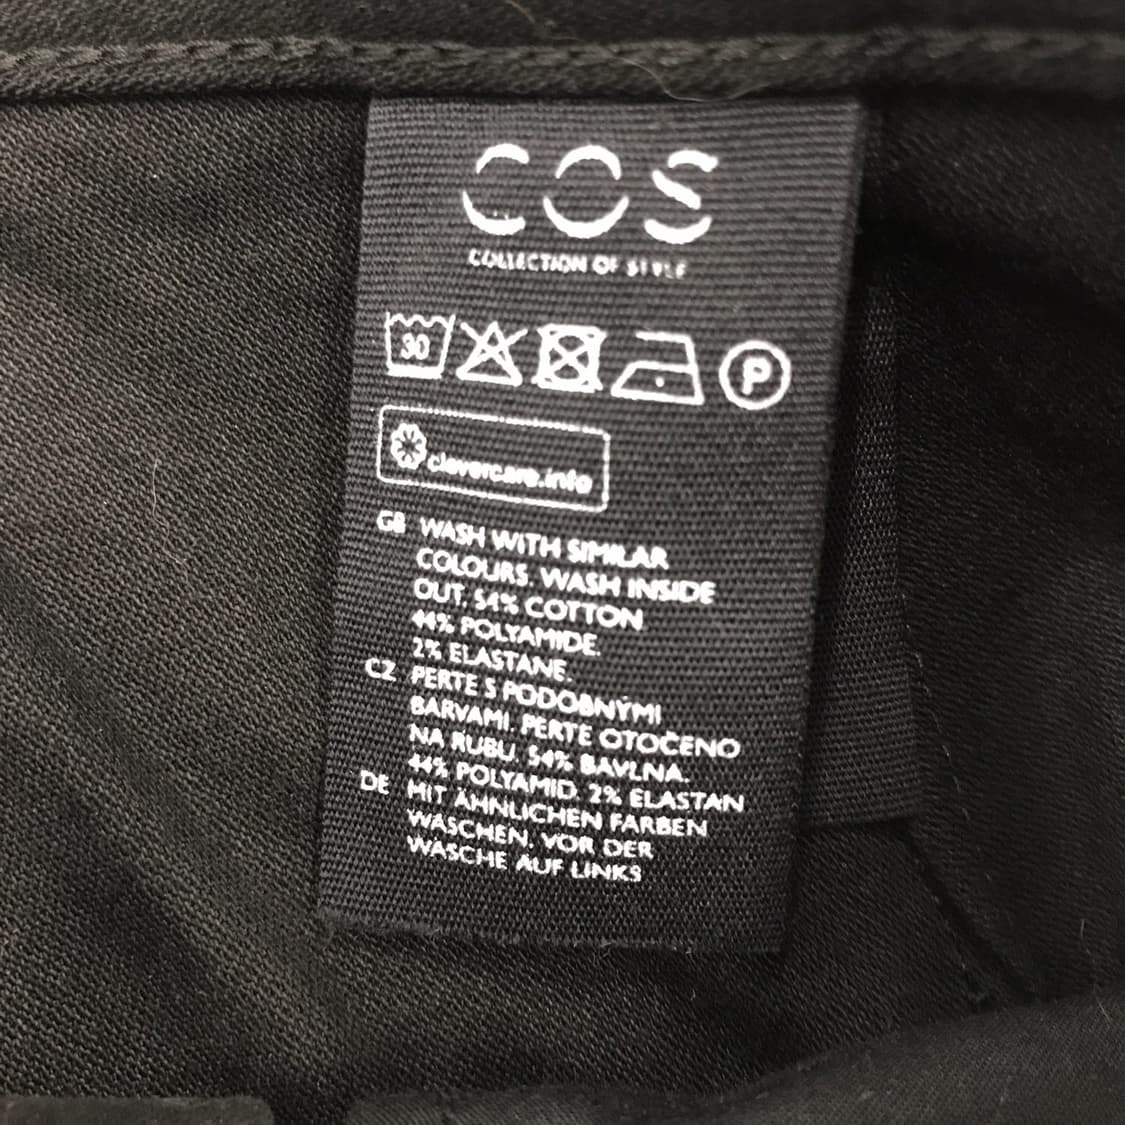 COS
COLLECTION OF STYLE
30
P
clevercare.info
GB WASH WITH SIMILAR
COLOURS. WASH INSIDE
OUT. 54% COTTON
44% POLYAMIDE.
2% ELASTANE.
CZ PERTE S PODOBNÝMI
BARVAMI. PERTE OTOČENO
NA RUBU. 54% BAVLNA.
44% POLYAMID. 2% ELASTAN
DE MIT ÄHNLICHEN FARBEN
WASCHEN. VOR DER
WÄSCHE AUF LINKS